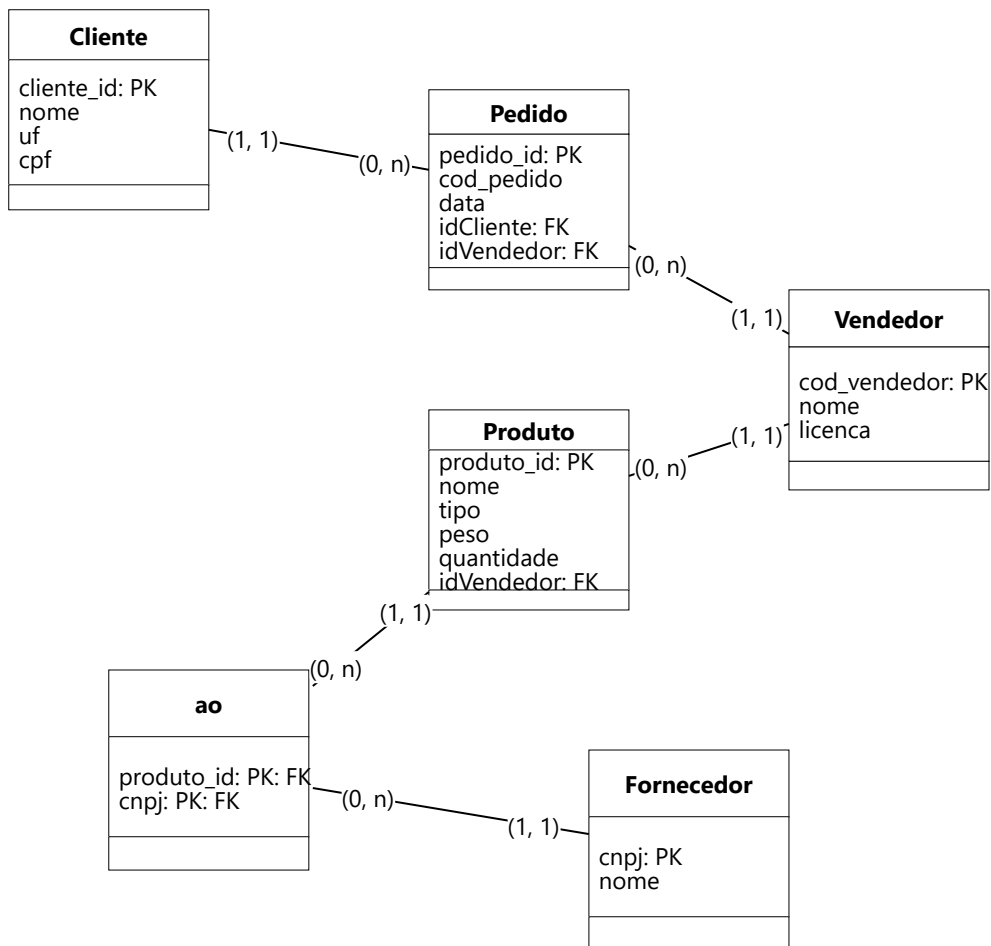 Cliente
cliente_id: PK
nome
uf
cpf
(1, 1)
(0, n)
Pedido
pedido_id: PK
cod_pedido
data
idCliente: FK
idVendedor: FK
(0, n)
(1, 1)
Vendedor
cod_vendedor: PK
nome
licenca
(1, 1)
(0, n)
Produto
produto_id: PK
nome
tipo
peso
quantidade
idVendedor: FK
(1, 1)
(0, n)
ao
produto_id: PK: FK
cnpj: PK: FK
(0, n)
(1, 1)
Fornecedor
cnpj: PK
nome